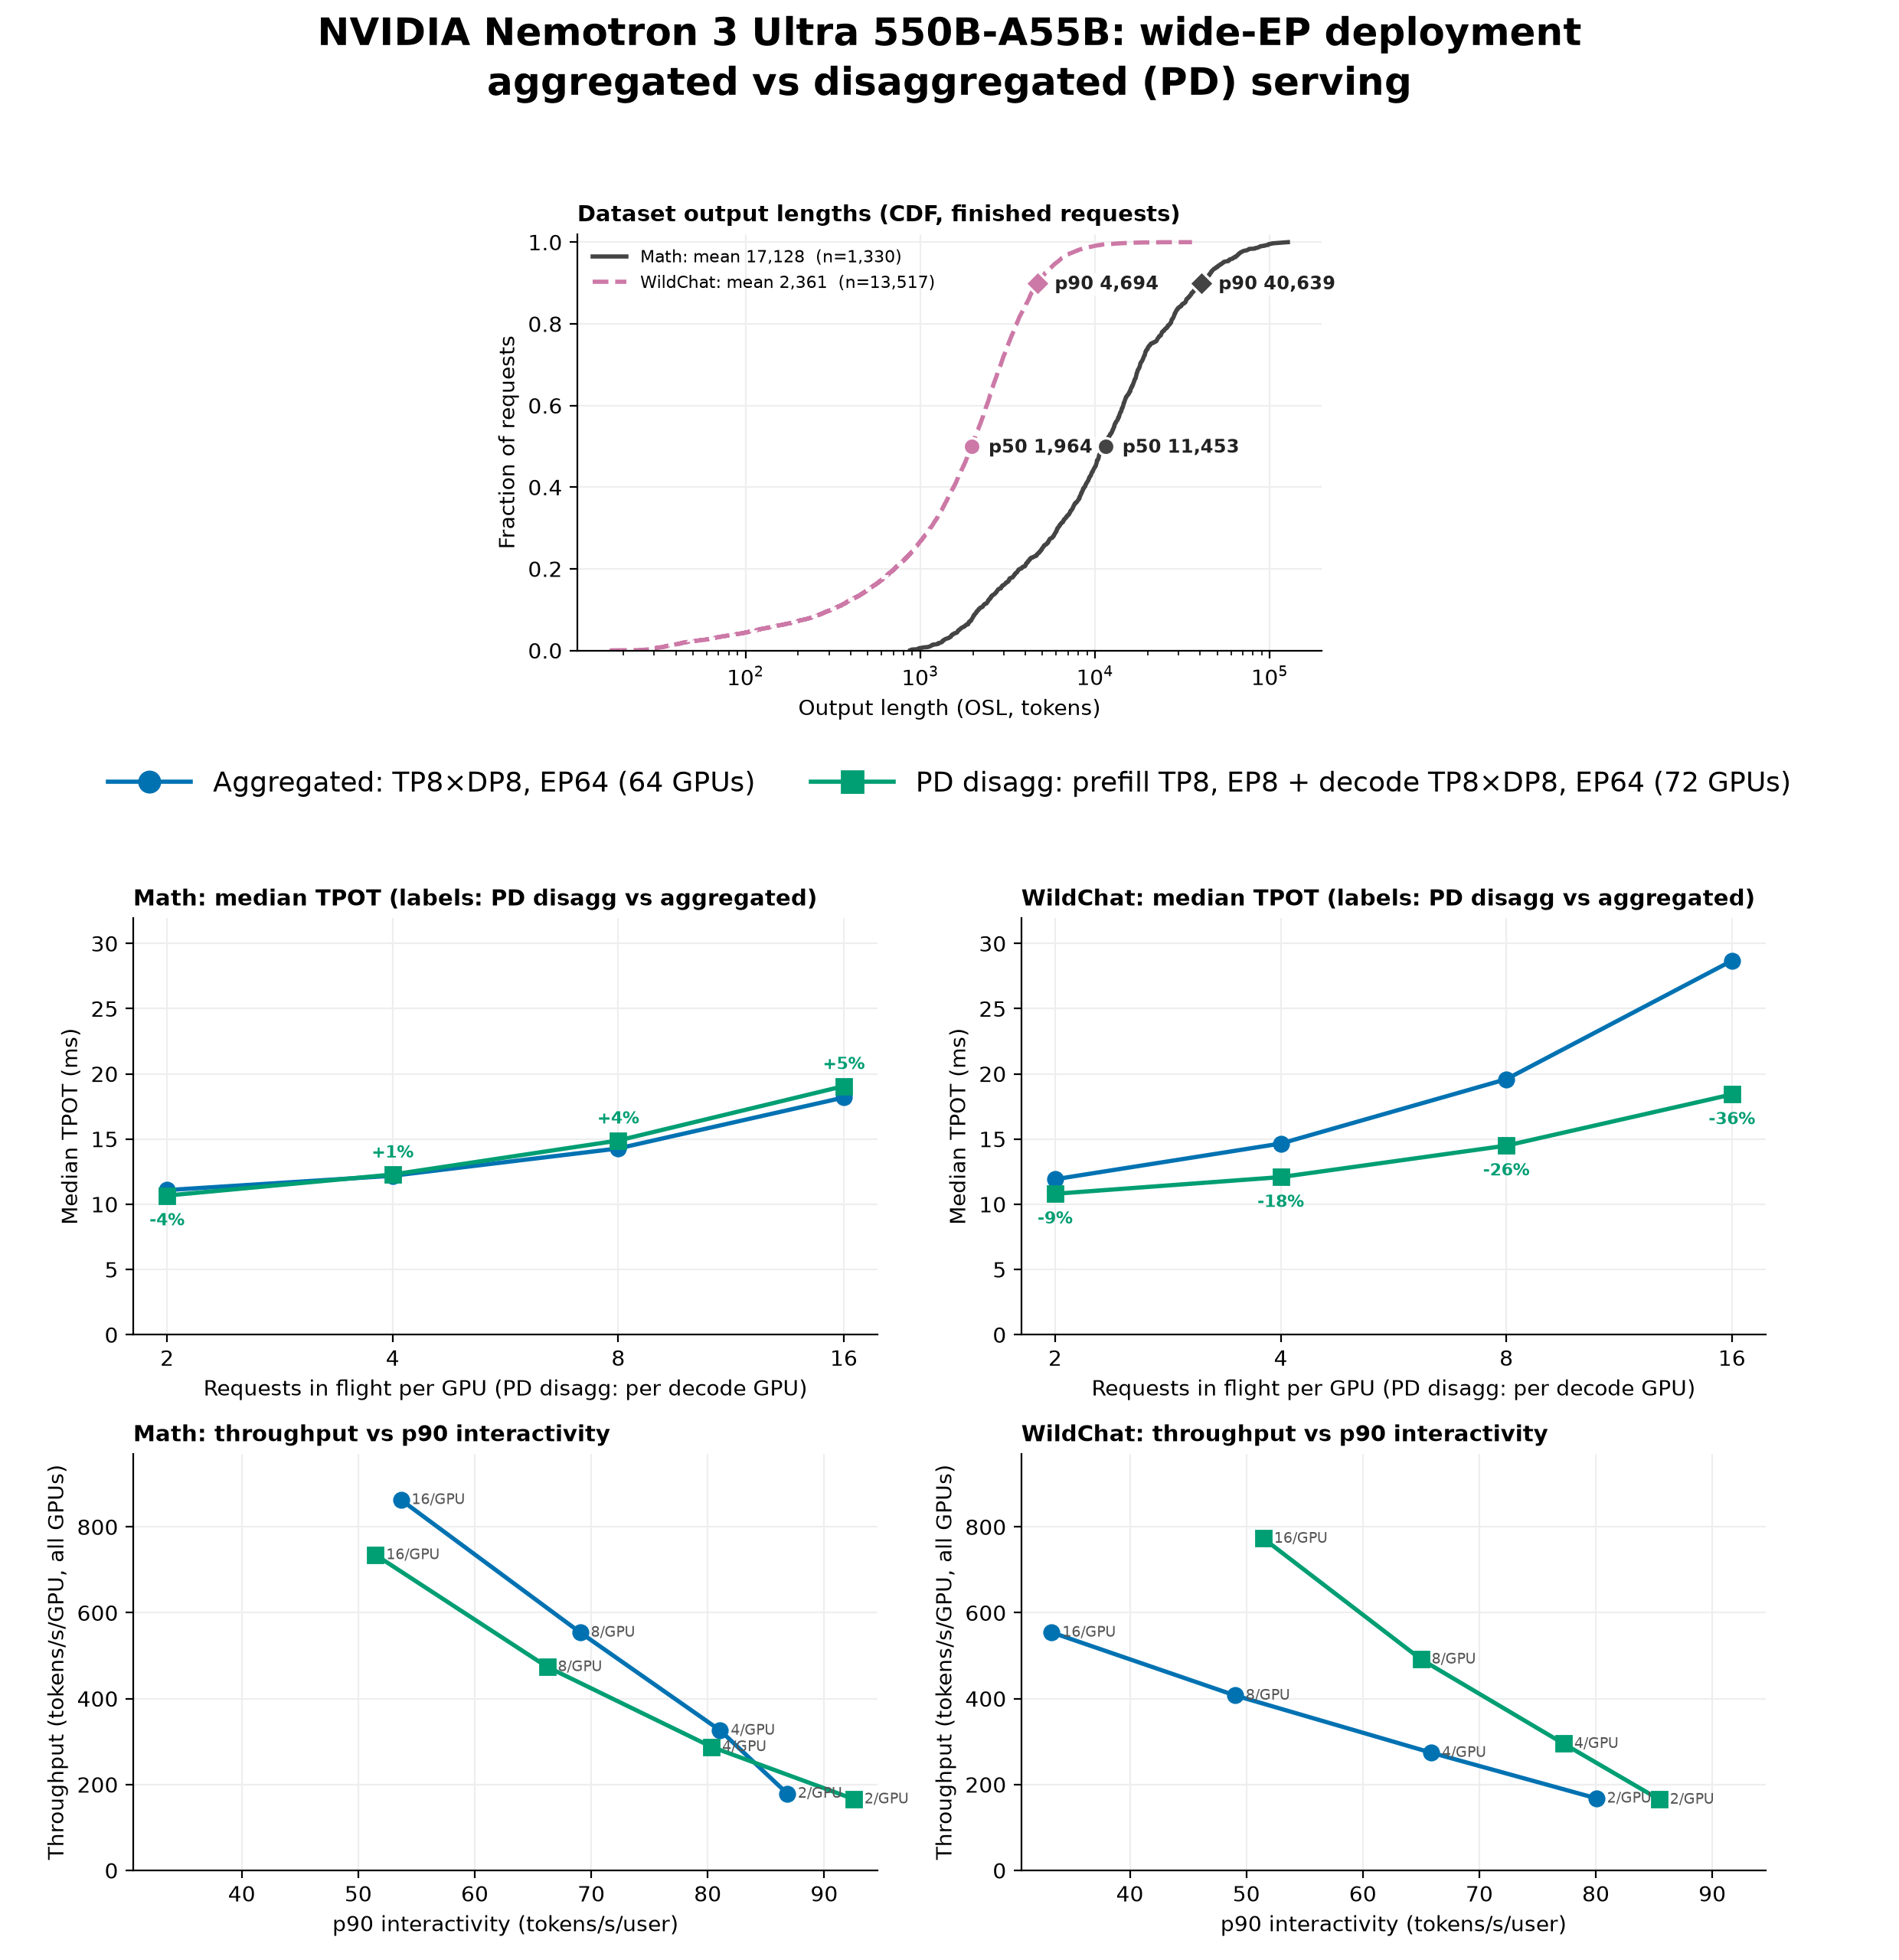 NVIDIA Nemotron 3 Ultra 550B-A55B: wide-EP deployment
aggregated vs disaggregated (PD) serving
Dataset output lengths (CDF, finished requests)
Math: mean 17,128 (n=1,330)
WildChat: mean 2,361 (n=13,517)
p90 4,694
p90 40,639
p50 1,964
p50 11,453
Fraction of requests
1.0
0.8
0.6
0.4
0.2
0.0
10²
10³
10⁴
10⁵
Output length (OSL, tokens)
Aggregated: TP8×DP8, EP64 (64 GPUs)
PD disagg: prefill TP8, EP8 + decode TP8×DP8, EP64 (72 GPUs)
Math: median TPOT (labels: PD disagg vs aggregated)
Median TPOT (ms)
30
25
20
15
10
5
0
-4%
+1%
+4%
+5%
2
4
8
16
Requests in flight per GPU (PD disagg: per decode GPU)
WildChat: median TPOT (labels: PD disagg vs aggregated)
Median TPOT (ms)
30
25
20
15
10
5
0
-9%
-18%
-26%
-36%
2
4
8
16
Requests in flight per GPU (PD disagg: per decode GPU)
Math: throughput vs p90 interactivity
Throughput (tokens/s/GPU, all GPUs)
800
600
400
200
0
16/GPU
16/GPU
8/GPU
8/GPU
4/GPU
4/GPU
2/GPU
2/GPU
40
50
60
70
80
90
p90 interactivity (tokens/s/user)
WildChat: throughput vs p90 interactivity
Throughput (tokens/s/GPU, all GPUs)
800
600
400
200
0
16/GPU
16/GPU
8/GPU
8/GPU
4/GPU
4/GPU
2/GPU
2/GPU
40
50
60
70
80
90
p90 interactivity (tokens/s/user)